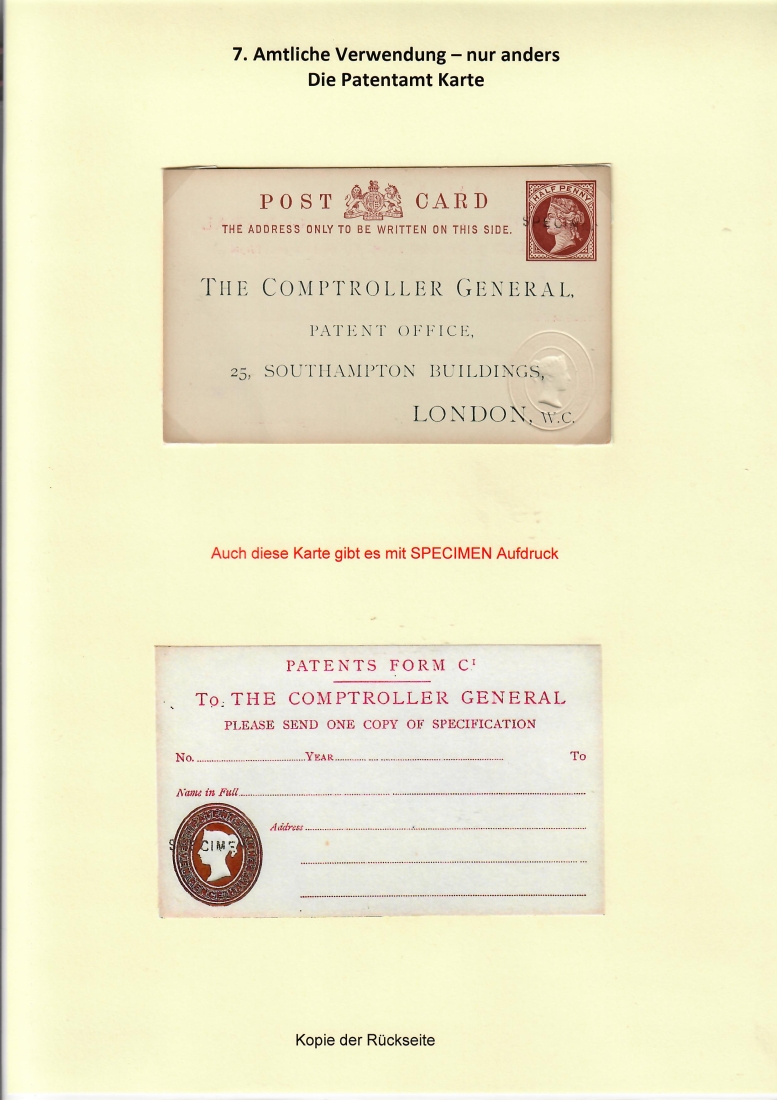 7. Amtliche Verwendung – nur anders
Die Patentamt Karte
POST CARD
HALF PENNY
THE ADDRESS ONLY TO BE WRITTEN ON THIS SIDE.
THE COMPTROLLER GENERAL,
PATENT OFFICE,
25, SOUTHAMPTON BUILDINGS,
LONDON, W.C.
Auch diese Karte gibt es mit SPECIMEN Aufdruck
PATENTS FORM C¹
TO THE COMPTROLLER GENERAL
PLEASE SEND ONE COPY OF SPECIFICATION
No. YEAR To
Name in Full
Address
Kopie der Rückseite